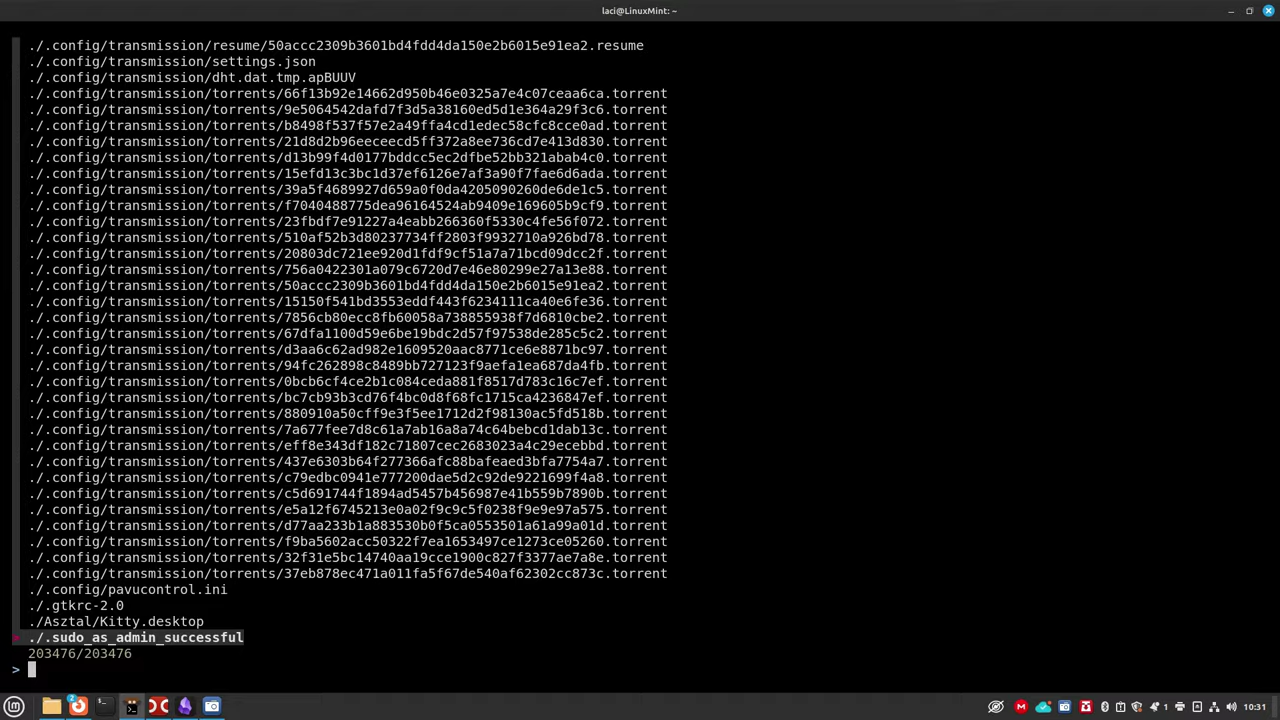 laci@LinuxMint: ~
./.config/transmission/resume/50accc2309b3601bd4fdd4da150e2b6015e91ea2.resume
./.config/transmission/settings.json
./.config/transmission/dht.dat.tmp.apBUUV
./.config/transmission/torrents/66f13b92e14662d950b46e0325a7e4c07ceaa6ca.torrent
./.config/transmission/torrents/9e5064542dafd7f3d5a38160ed5d1e364a29f3c6.torrent
./.config/transmission/torrents/b8498f537f57e2a49ffa4cd1edec58cfc8cce0ad.torrent
./.config/transmission/torrents/21d8d2b96eeceecd5ff372a8ee736cd7e413d830.torrent
./.config/transmission/torrents/d13b99f4d0177bddcc5ec2dfbe52bb321abab4c0.torrent
./.config/transmission/torrents/15efd13c3bc1d37ef6126e7af3a90f7fae6d6ada.torrent
./.config/transmission/torrents/39a5f4689927d659a0f0da4205090260de6de1c5.torrent
./.config/transmission/torrents/f7040488775dea96164524ab9409e169605b9cf9.torrent
./.config/transmission/torrents/23fbdf7e91227a4eabb266360f5330c4fe56f072.torrent
./.config/transmission/torrents/510af52b3d80237734ff2803f9932710a926bd78.torrent
./.config/transmission/torrents/20803dc721ee920d1fdf9cf51a7a71bcd09dcc2f.torrent
./.config/transmission/torrents/756a0422301a079c6720d7e46e80299e27a13e88.torrent
./.config/transmission/torrents/50accc2309b3601bd4fdd4da150e2b6015e91ea2.torrent
./.config/transmission/torrents/15150f541bd3553eddf443f6234111ca40e6fe36.torrent
./.config/transmission/torrents/7856cb80ecc8fb60058a738855938f7d6810cbe2.torrent
./.config/transmission/torrents/67dfa1100d59e6be19bdc2d57f97538de285c5c2.torrent
./.config/transmission/torrents/d3aa6c62ad982e1609520aac8771ce6e8871bc97.torrent
./.config/transmission/torrents/94fc262898c8489bb727123f9aefa1ea687da4fb.torrent
./.config/transmission/torrents/0bcb6cf4ce2b1c084ceda881f8517d783c16c7ef.torrent
./.config/transmission/torrents/bc7cb93b3cd76f4bc0d8f68fc1715ca4236847ef.torrent
./.config/transmission/torrents/880910a50cff9e3f5ee1712d2f98130ac5fd518b.torrent
./.config/transmission/torrents/7a677fee7d8c61a7ab16a8a74c64bebcd1dab13c.torrent
./.config/transmission/torrents/eff8e343df182c71807cec2683023a4c29ecebbd.torrent
./.config/transmission/torrents/437e6303b64f277366afc88bafeaed3bfa7754a7.torrent
./.config/transmission/torrents/c79edbc0941e777200dae5d2c92de9221699f4a8.torrent
./.config/transmission/torrents/c5d691744f1894ad5457b456987e41b559b7890b.torrent
./.config/transmission/torrents/e5a12f6745213e0a02f9c9c5f0238f9e9e97a575.torrent
./.config/transmission/torrents/d77aa233b1a883530b0f5ca0553501a61a99a01d.torrent
./.config/transmission/torrents/f9ba5602acc50322f7ea1653497ce1273ce05260.torrent
./.config/transmission/torrents/32f31e5bc14740aa19cce1900c827f3377ae7a8e.torrent
./.config/transmission/torrents/37eb878ec471a011fa5f67de540af62302cc873c.torrent
./.config/pavucontrol.ini
./.gtkrc-2.0
./Asztal/Kitty.desktop
./.sudo_as_admin_successful
203476/203476
>
2
1
10:31